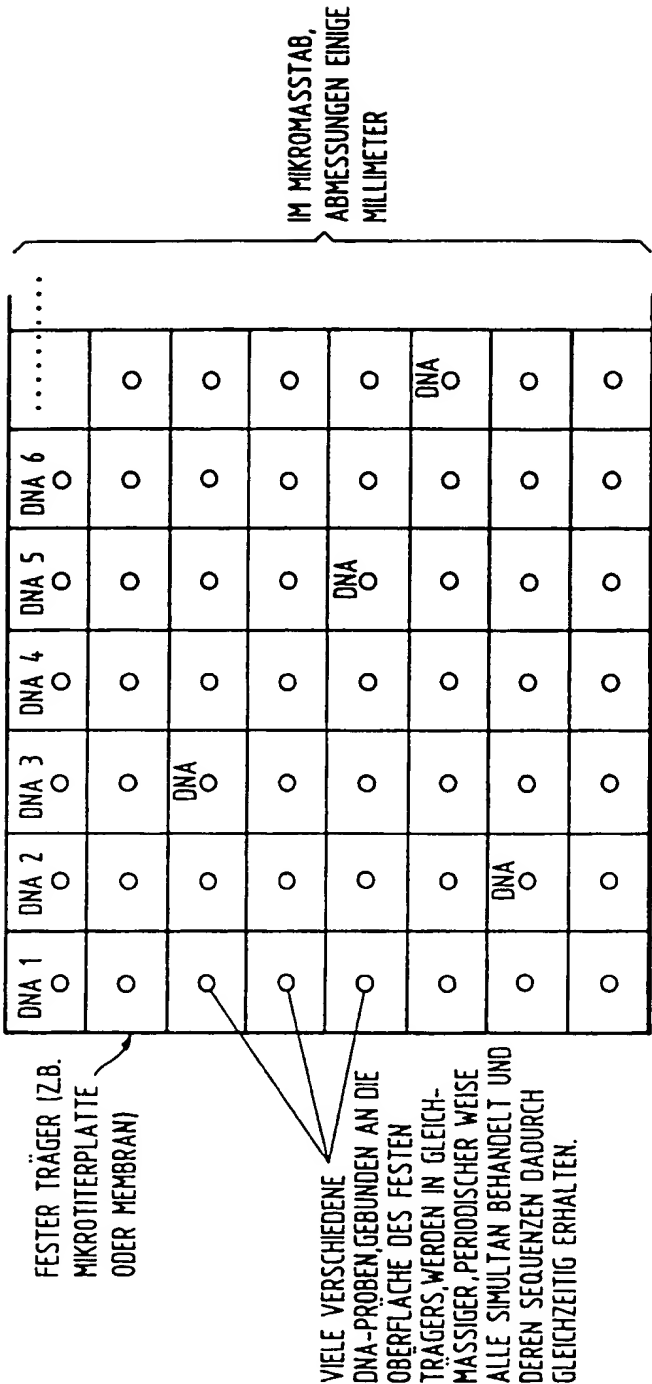 FESTER TRÄGER (Z.B.
MIKROTITERPLATTE
ODER MEMBRAN)
DNA 1
DNA 2
DNA 3
DNA 4
DNA 5
DNA 6
........
DNA
DNA
DNA
DNA
VIELE VERSCHIEDENE
DNA-PROBEN,GEBUNDEN AN DIE
OBERFLÄCHE DES FESTEN
TRÄGERS,WERDEN IN GLEICH-
MÄSSIGER,PERIODISCHER WEISE
ALLE SIMULTAN BEHANDELT UND
DEREN SEQUENZEN DADURCH
GLEICHZEITIG ERHALTEN.
IM MIKROMASSTAB,
ABMESSUNGEN EINIGE
MILLIMETER